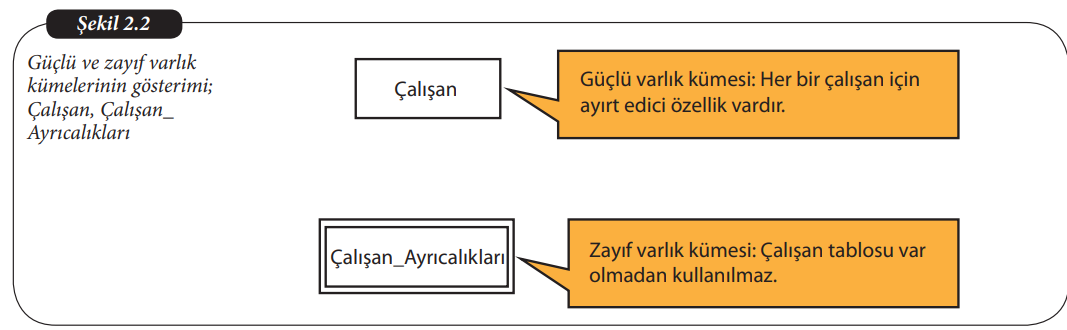 Şekil 2.2
Güçlü ve zayıf varlık
kümelerinin gösterimi;
Çalışan, Çalışan_
Ayrıcalıkları
Çalışan
Güçlü varlık kümesi: Her bir çalışan için
ayırt edici özellik vardır.
Çalışan_Ayrıcalıkları
Zayıf varlık kümesi: Çalışan tablosu var
olmadan kullanılmaz.